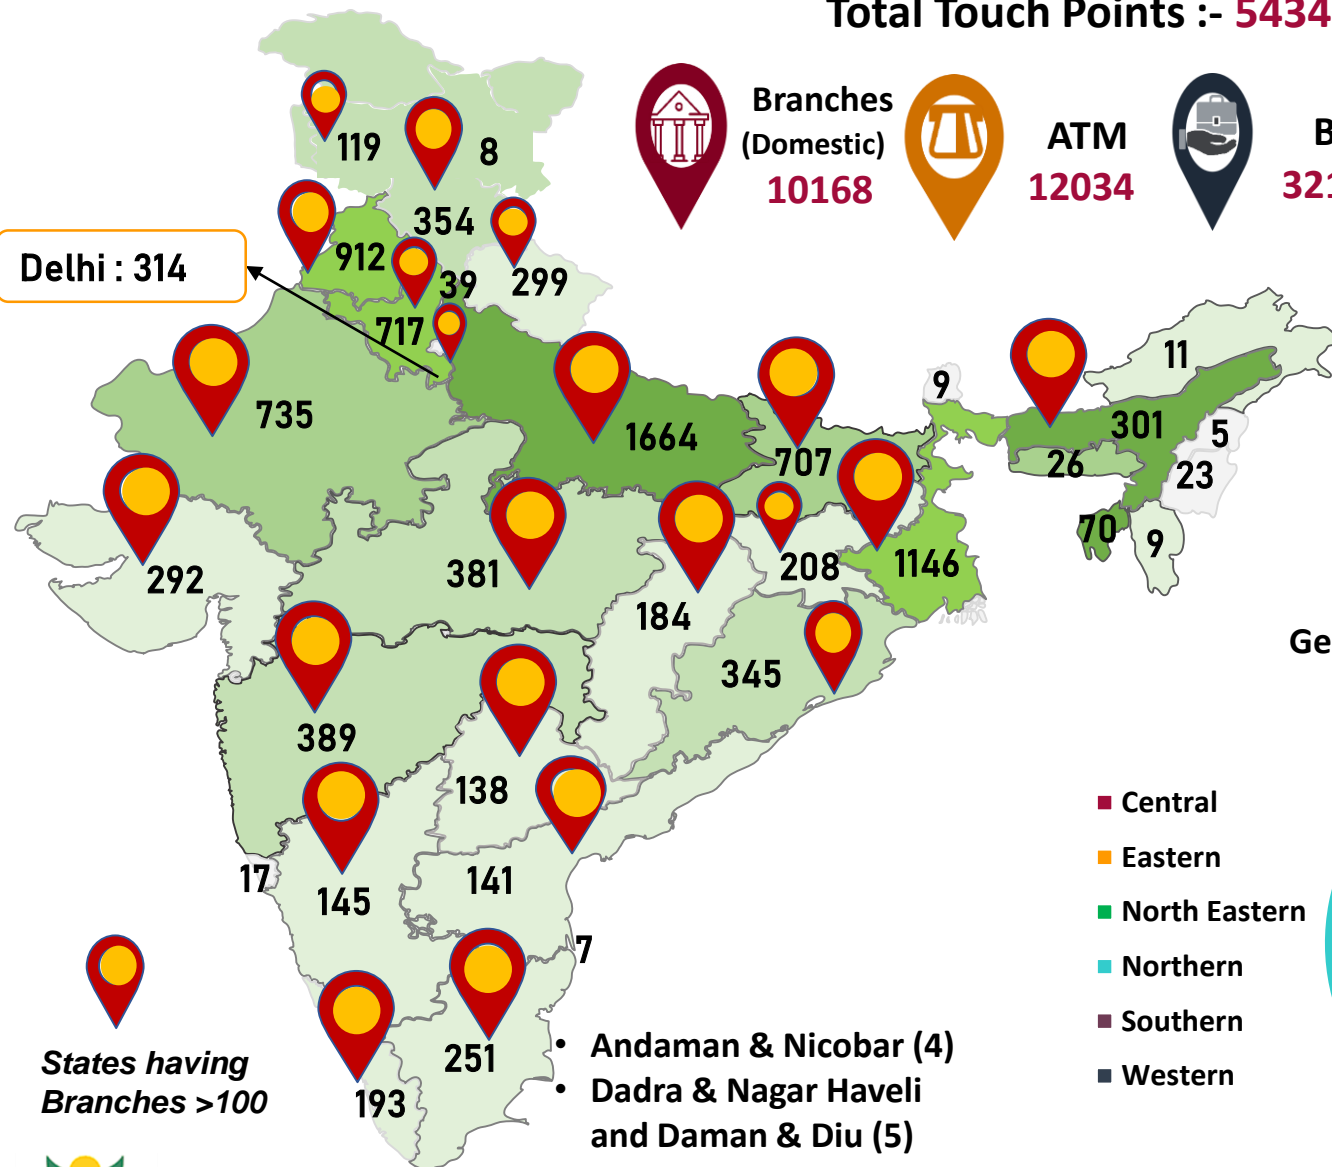 Total Touch Points :- 5434
Branches
(Domestic)
10168
ATM
12034
B
321
119
8
354
912
39
299
Delhi : 314
717
735
1664
707
9
11
301
5
26
23
70
9
292
381
208
1146
184
345
389
138
141
17
145
7
251
193
Ge
Central
Eastern
North Eastern
Northern
Southern
Western
States having
Branches >100
• Andaman & Nicobar (4)
• Dadra & Nagar Haveli
and Daman & Diu (5)